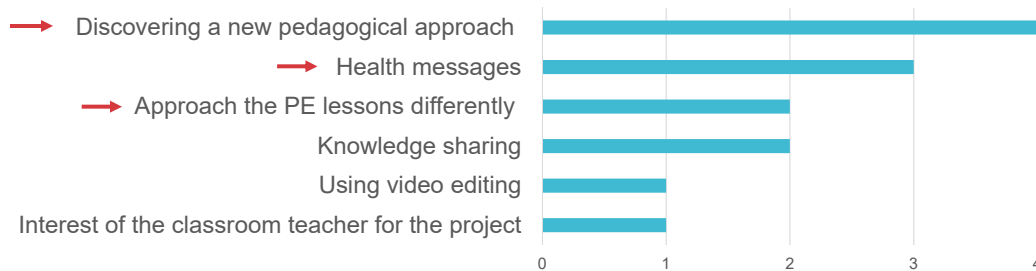 Discovering a new pedagogical approach
Health messages
Approach the PE lessons differently
Knowledge sharing
Using video editing
Interest of the classroom teacher for the project
0 1 2 3 4